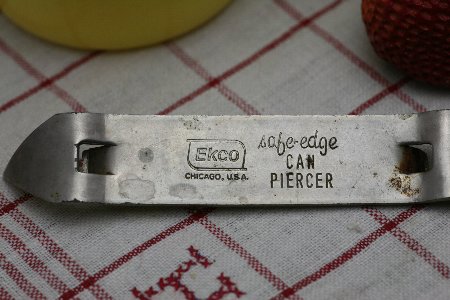 EKCO
CHICAGO, U.S.A.
safe-edge
CAN
PIERCER